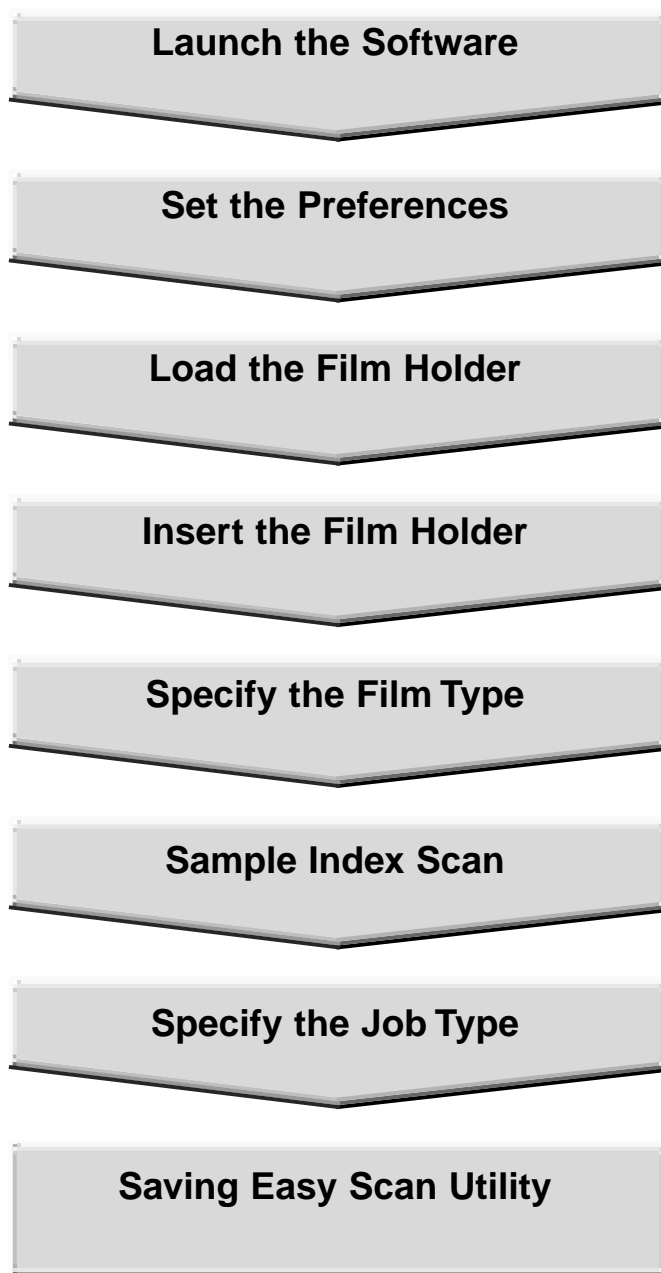 Launch the Software
Set the Preferences
Load the Film Holder
Insert the Film Holder
Specify the Film Type
Sample Index Scan
Specify the Job Type
Saving Easy Scan Utility